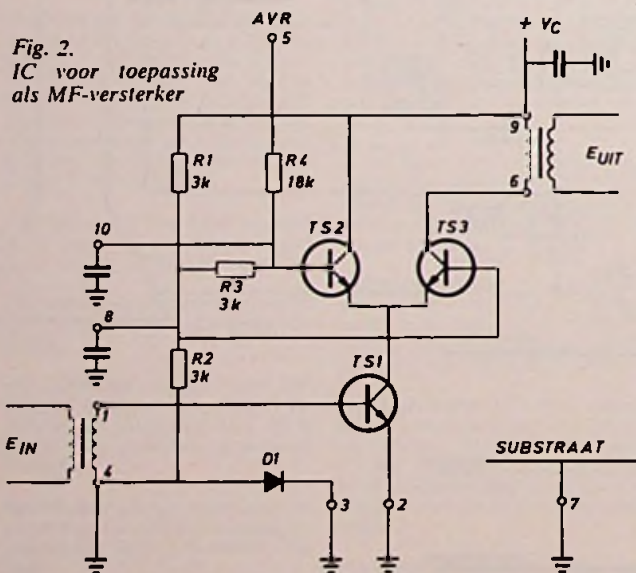 Fig. 2.
IC voor toepassing
als MF-versterker
AVR
5
+ VC
9
6
EUIT
R1
3k
R4
18k
10
TS2
TS3
R3
3k
8
R2
3k
TS1
1
EIN
4
D1
3
2
SUBSTRAAT
7